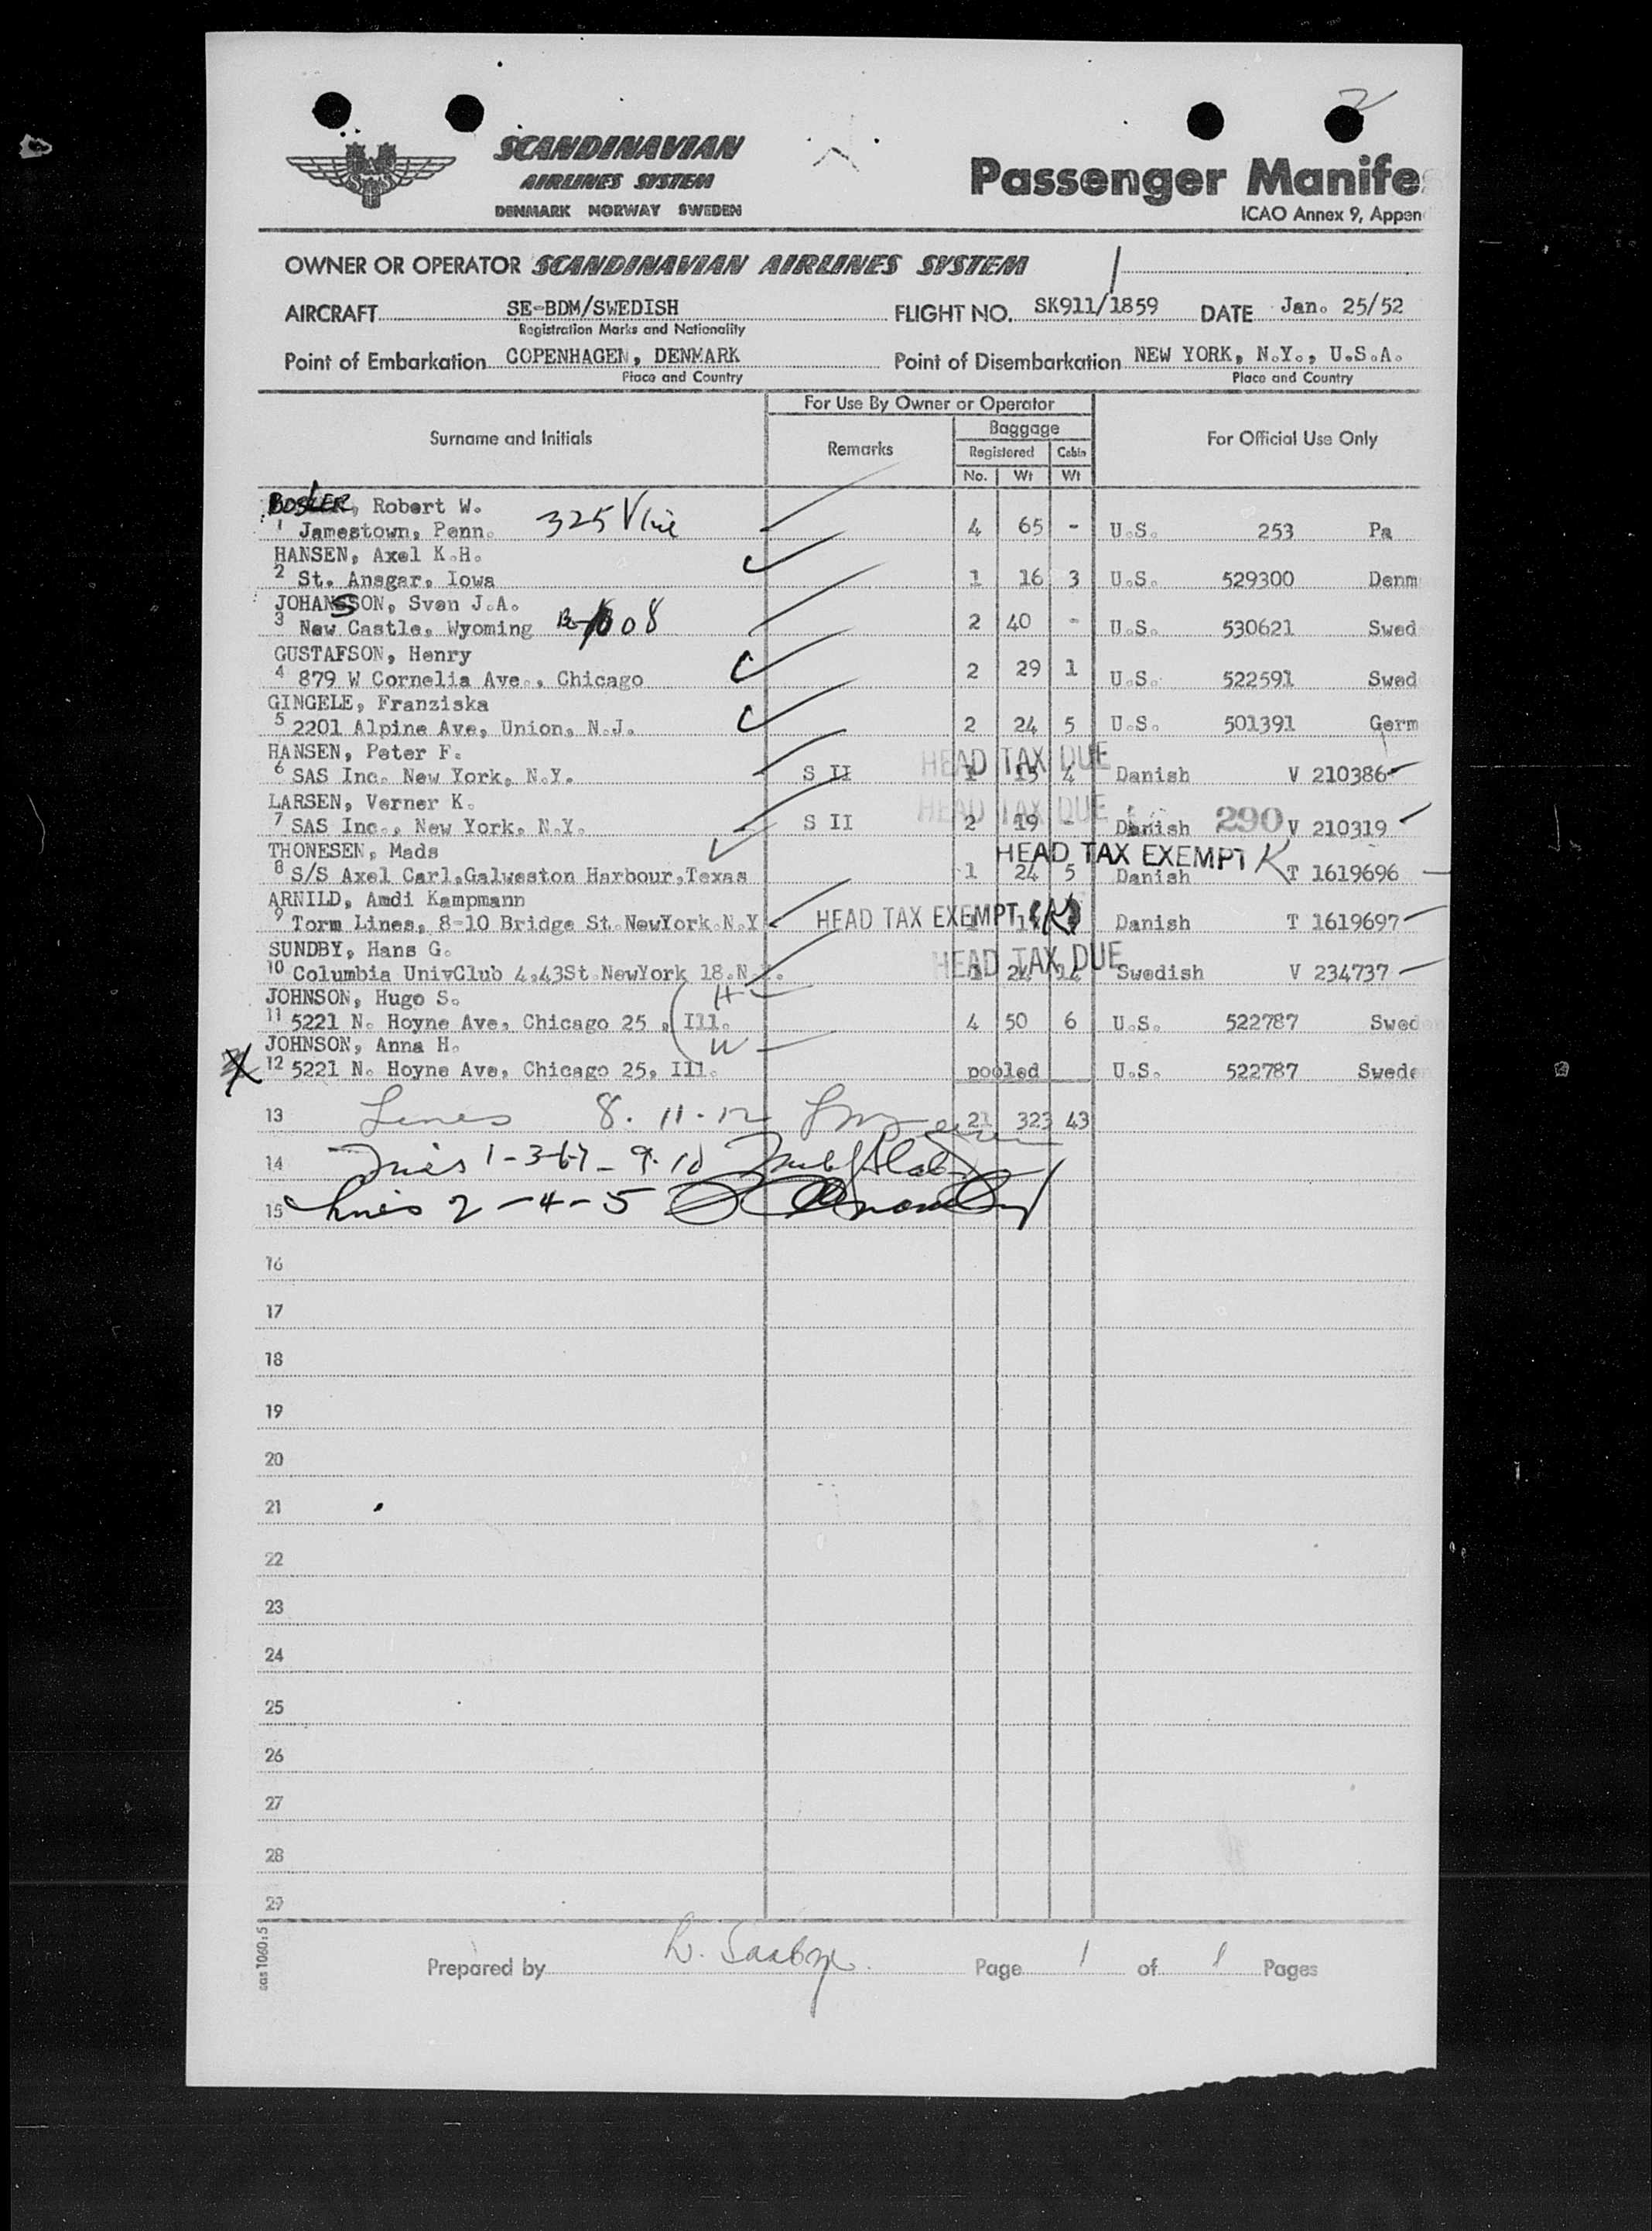 SCANDINAVIAN
AIRLINES SYSTEM
DENMARK NORWAY SWEDEN
Passenger Manife
ICAO Annex 9, Appen
OWNER OR OPERATOR SCANDINAVIAN AIRLINES SYSTEM
AIRCRAFT SE-BDM/SWEDISH FLIGHT NO. SK911/1859 DATE Jan. 25/52
Registration Marks and Nationality
Point of Embarkation COPENHAGEN, DENMARK Point of Disembarkation NEW YORK, N.Y., U.S.A.
Place and Country Place and Country
For Use By Owner or Operator
Surname and Initials Remarks Baggage For Official Use Only
Registered Cabin
No. Wt Wt
BOSLER, Robert W.
1 Jamestown, Penn. 325 Vine 4 65 - U.S. 253 Pa
HANSEN, Axel K.H.
2 St. Ansgar, Iowa 1 16 3 U.S. 529300 Denm
JOHANSSON, Sven J.A.
3 New Castle, Wyoming 08 2 40 - U.S. 530621 Swed
GUSTAFSON, Henry
4 879 W Cornelia Ave., Chicago 2 29 1 U.S. 522591 Swed
GINGELE, Franziska
5 2201 Alpine Ave, Union, N.J. 2 24 5 U.S. 501391 Germ
HANSEN, Peter F. HEAD TAX DUE
6 SAS Inc. New York, N.Y. S II 1 15 4 Danish V 210386
LARSEN, Verner K. HEAD TAX DUE
7 SAS Inc., New York, N.Y. S II 2 19 - Danish 290 V 210319
THONESEN, Mads HEAD TAX EXEMPT K
8 S/S Axel Carl,Galweston Harbour,Texas 1 24 5 Danish T 1619696
ARNILD, Amdi Kampmann
9 Torm Lines, 8-10 Bridge St.NewYork.N.Y HEAD TAX EXEMPT (K) Danish T 1619697
SUNDBY, Hans G. HEAD TAX DUE
10 Columbia UnivClub 4.43St.NewYork 18.N.Y. 24 14 Swedish V 234737
JOHNSON, Hugo S. H
11 5221 N. Hoyne Ave, Chicago 25, Ill. 4 50 6 U.S. 522787 Sweden
JOHNSON, Anna H. W
X 12 5221 N. Hoyne Ave, Chicago 25, Ill. pooled U.S. 522787 Swede
13 Lines 8. 11-12 21 323 43
14 9-10
15 Lines 2-4-5
16
17
18
19
20
21
22
23
24
25
26
27
28
29
sas 1060:5
Prepared by Page 1 of 1 Pages